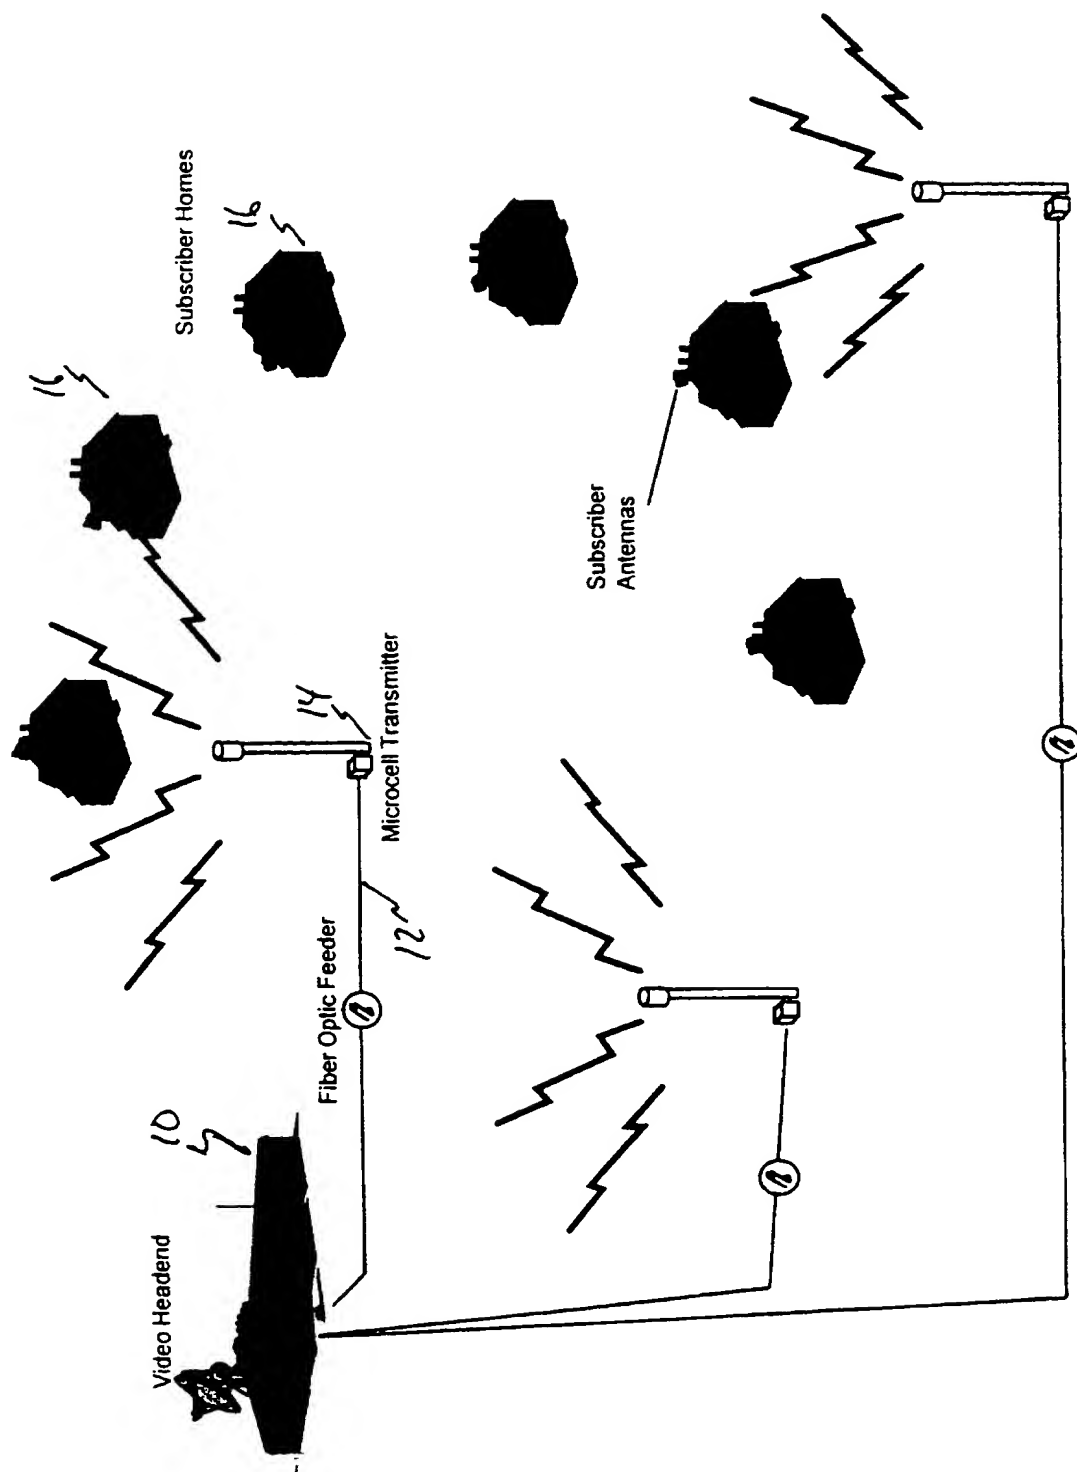 Video Headend
10
Fiber Optic Feeder
12
14
Microcell Transmitter
16
16
Subscriber Homes
Subscriber
Antennas